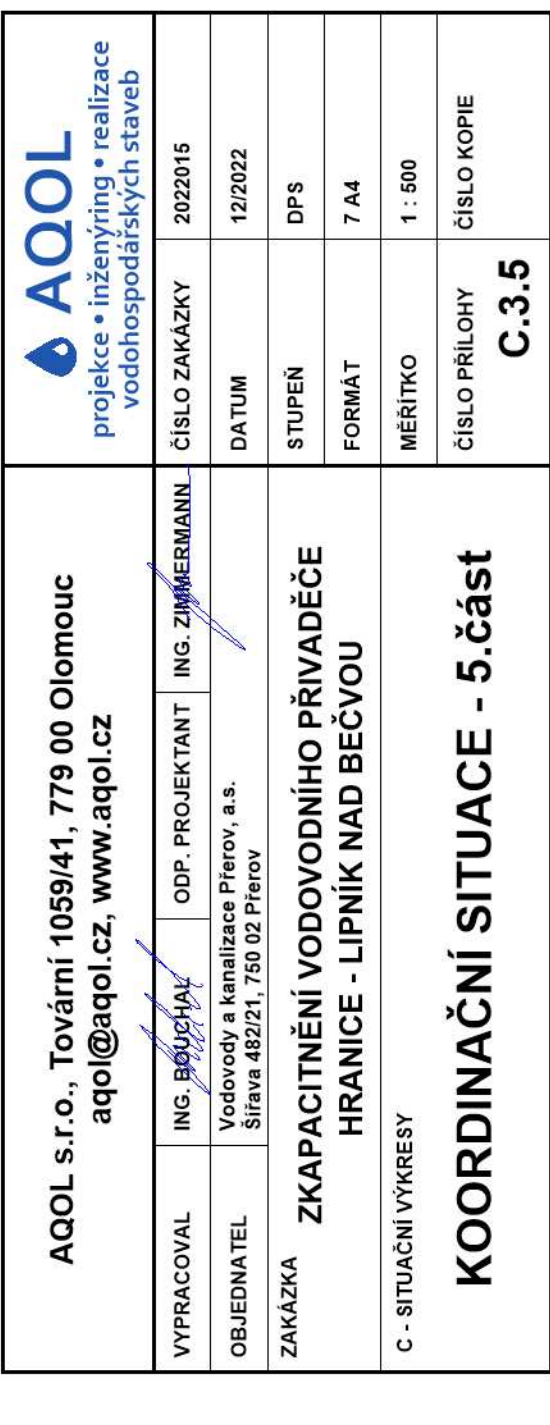 AQOL s.r.o., Tovární 1059/41, 779 00 Olomouc
aqol@aqol.cz, www.aqol.cz
AQOL
projekce • inženýring • realizace
vodohospodářských staveb
VYPRACOVAL ING. BOUCHAL ODP. PROJEKTANT ING. ZIMMERMANN
ČÍSLO ZAKÁZKY 2022015
OBJEDNATEL
Vodovody a kanalizace Přerov, a.s.
Šířava 482/21, 750 02 Přerov
DATUM 12/2022
ZAKÁZKA
ZKAPACITNĚNÍ VODOVODNÍHO PŘIVADĚČE
HRANICE - LIPNÍK NAD BEČVOU
STUPEŇ DPS
FORMÁT 7 A4
C - SITUAČNÍ VÝKRESY
MĚŘÍTKO 1 : 500
KOORDINAČNÍ SITUACE - 5.část
ČÍSLO PŘÍLOHY
C.3.5
ČÍSLO KOPIE